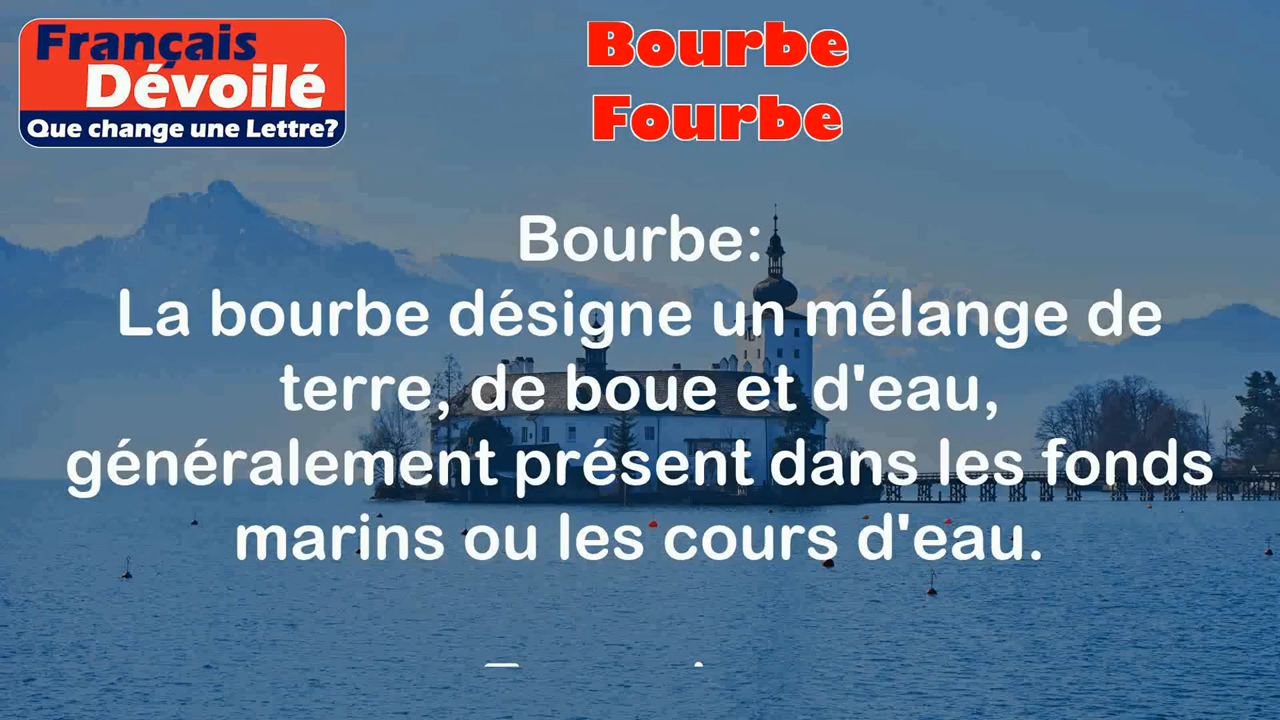 Français
Dévoilé
Que change une Lettre?
Bourbe
Fourbe
Bourbe:
La bourbe désigne un mélange de
terre, de boue et d'eau,
généralement présent dans les fonds
marins ou les cours d'eau.